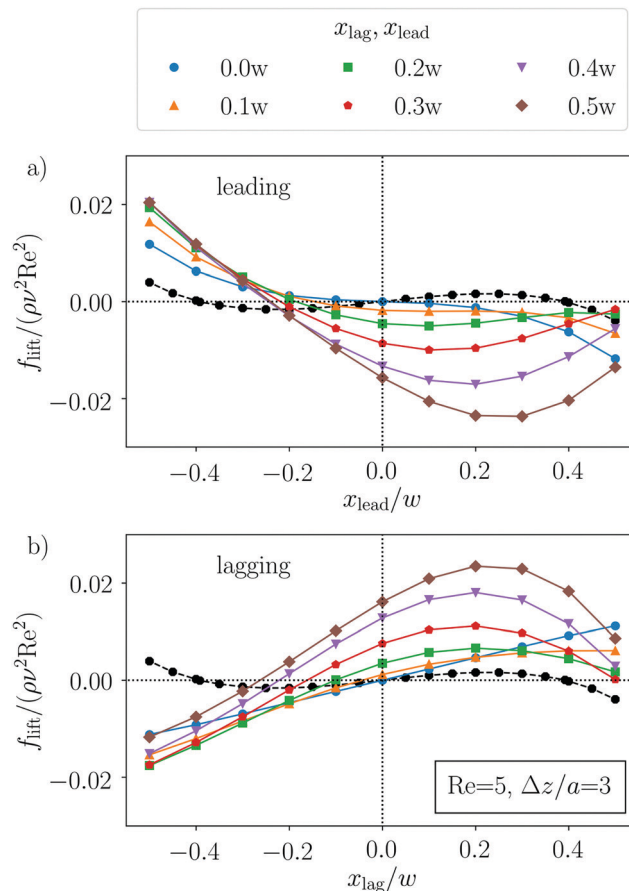 x_lag, x_lead
0.0w 0.2w 0.4w
0.1w 0.3w 0.5w
a)
leading
0.02
0.00
−0.02
f_lift/(ρν²Re²)
−0.4 −0.2 0.0 0.2 0.4
x_lead/w
b)
lagging
0.02
0.00
−0.02
f_lift/(ρν²Re²)
Re=5, Δz/a=3
−0.4 −0.2 0.0 0.2 0.4
x_lag/w